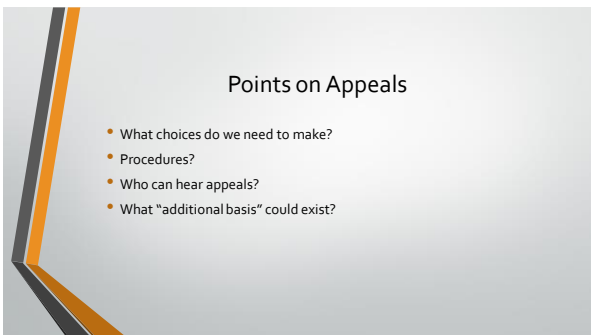 Points on Appeals
• What choices do we need to make?
• Procedures?
• Who can hear appeals?
• What “additional basis” could exist?